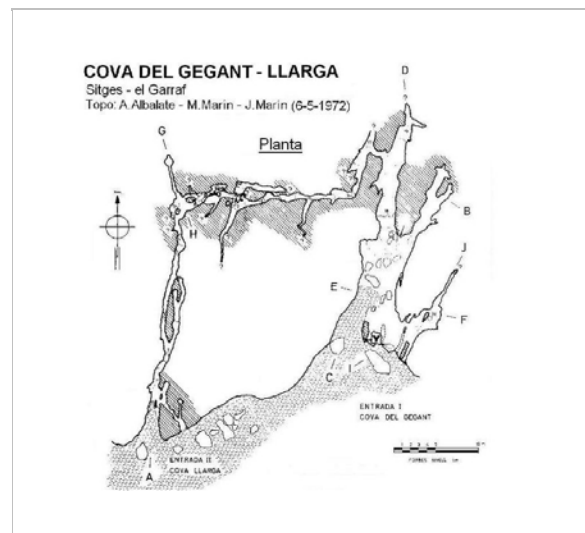 COVA DEL GEGANT - LLARGA
Sitges - el Garraf
Topo: A.Albalate - M.Marin - J.Marin (6-5-1972)
Planta
D
G
B
H
J
E
F
C
I
ENTRADA I
COVA DEL GEGANT
ENTRADA II
COVA LLARGA
A